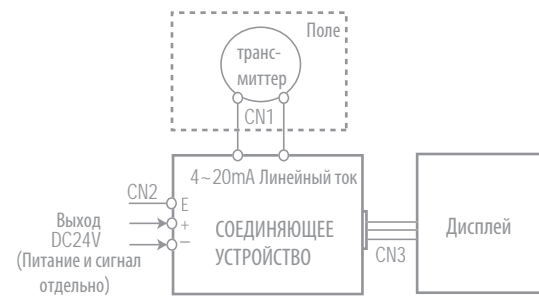 Поле
транс-
миттер
CN1
4~20mA Линейный ток
CN2
E
+
−
Выход
DC24V
(Питание и сигнал
отдельно)
СОЕДИНЯЮЩЕЕ
УСТРОЙСТВО
CN3
Дисплей